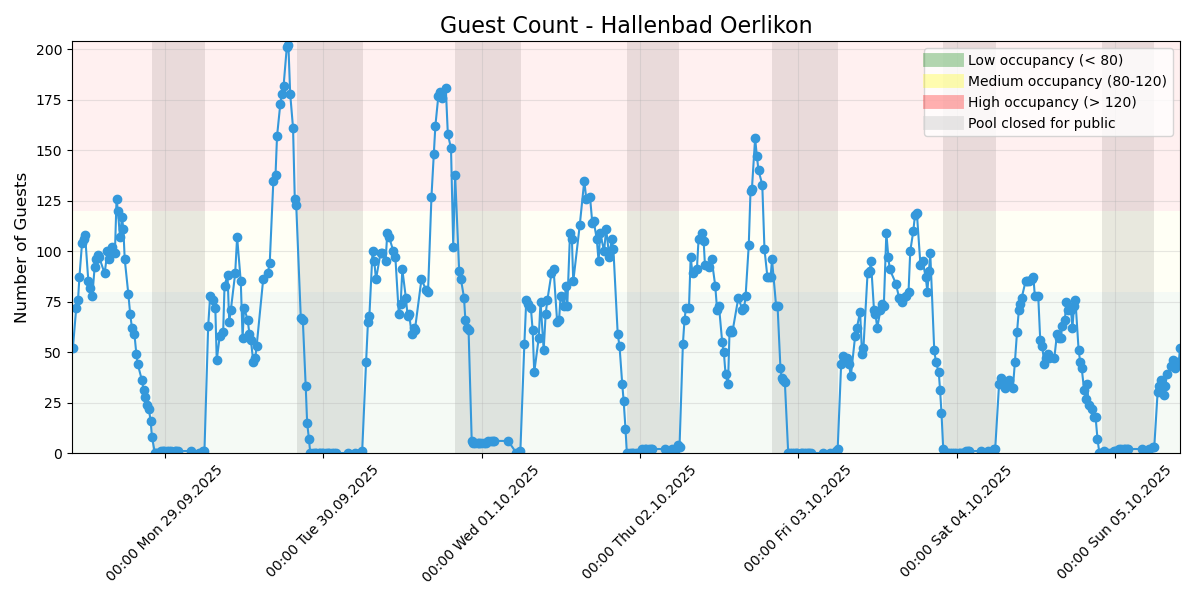 Guest Count - Hallenbad Oerlikon
Number of Guests
200
175
150
125
100
75
50
25
0
Low occupancy (< 80)
Medium occupancy (80-120)
High occupancy (> 120)
Pool closed for public
00:00 Mon 29.09.2025
00:00 Tue 30.09.2025
00:00 Wed 01.10.2025
00:00 Thu 02.10.2025
00:00 Fri 03.10.2025
00:00 Sat 04.10.2025
00:00 Sun 05.10.2025